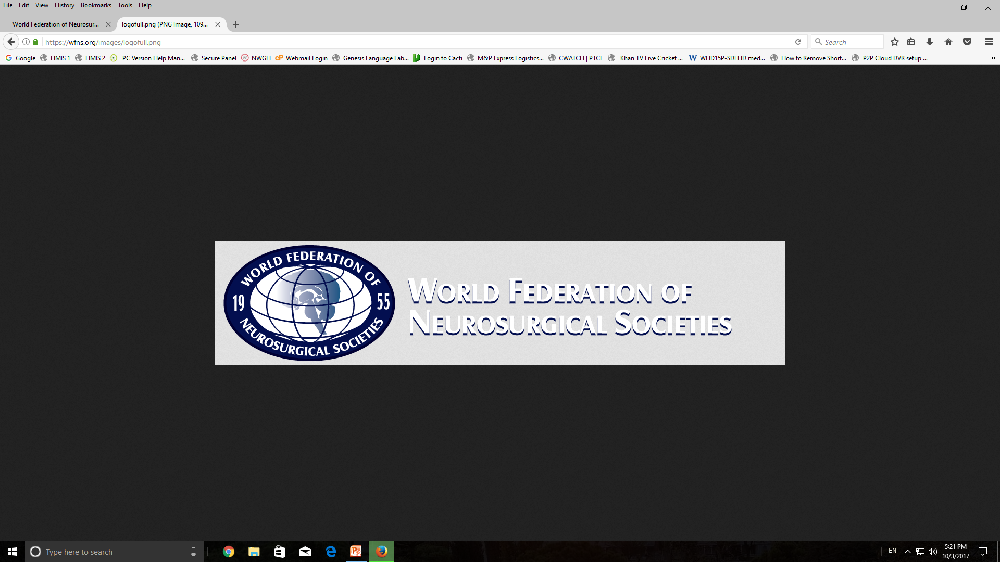 File Edit View History Bookmarks Tools Help
World Federation of Neurosur...
logofull.png (PNG Image, 109...
https://wfns.org/images/logofull.png
Search
Google HMIS 1 HMIS 2 PC Version Help Man... Secure Panel NWGH cP Webmail Login Genesis Language Lab... Login to Cacti M&P Express Logistics... CWATCH | PTCL Khan TV Live Cricket ... W WHD15P-SDI HD med... How to Remove Short... P2P Cloud DVR setup ... »
WORLD FEDERATION OF
19 55
NEUROSURGICAL SOCIETIES
WORLD FEDERATION OF
NEUROSURGICAL SOCIETIES
Type here to search
EN
5:21 PM
10/3/2017